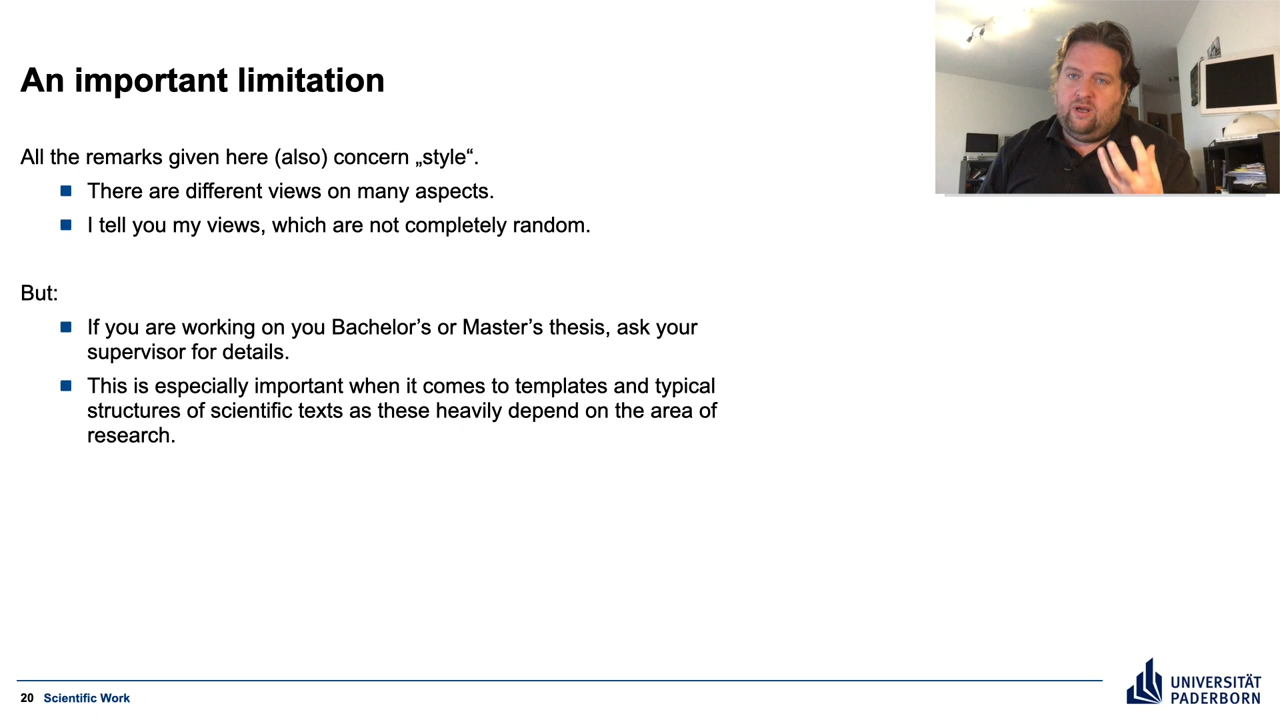 An important limitation
All the remarks given here (also) concern „style“.
There are different views on many aspects.
I tell you my views, which are not completely random.
But:
If you are working on you Bachelor’s or Master’s thesis, ask your
supervisor for details.
This is especially important when it comes to templates and typical
structures of scientific texts as these heavily depend on the area of
research.
20 Scientific Work
UNIVERSITÄT
PADERBORN